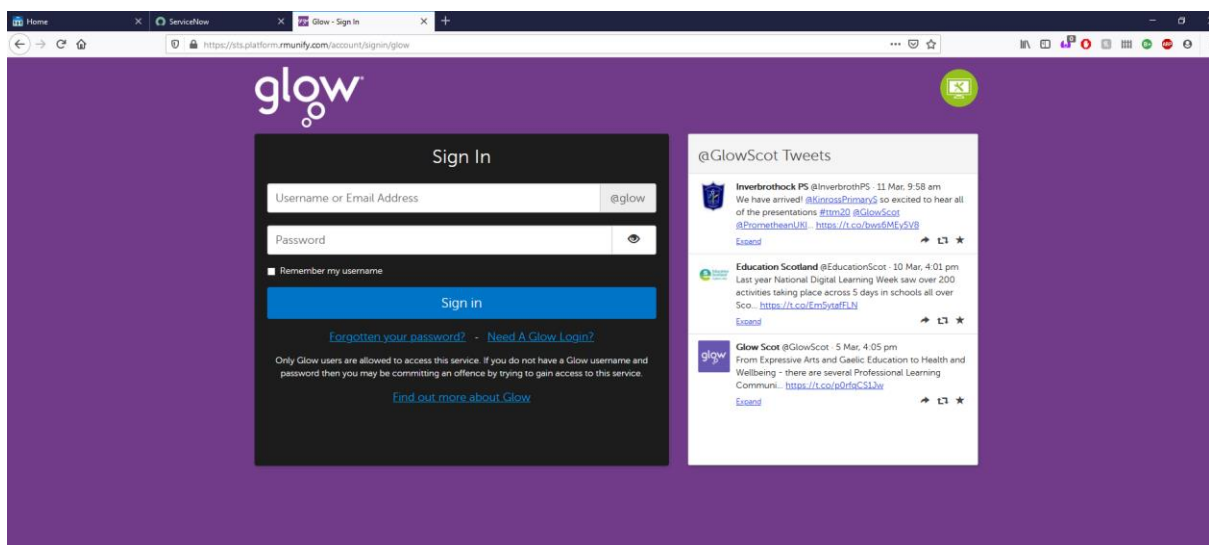 Home
ServiceNow
Glow - Sign In
https://sts.platform.rmunify.com/account/signin/glow
glow
Sign In
Username or Email Address
@glow
Password
Remember my username
Sign in
Forgotten your password? - Need A Glow Login?
Only Glow users are allowed to access this service. If you do not have a Glow username and
password then you may be committing an offence by trying to gain access to this service.
Find out more about Glow
@GlowScot Tweets
Inverbrothock PS @InverbrothPS · 11 Mar, 9:58 am
We have arrived! @KinrossPrimaryS so excited to hear all
of the presentations #ttm20 @GlowScot
@PrometheanUKI... https://t.co/bws6MEySVB
Expand
Education Scotland @EducationScot · 10 Mar, 4:01 pm
Last year National Digital Learning Week saw over 200
activities taking place across 5 days in schools all over
Sco... https://t.co/Em5ytafFLN
Expand
glow
Glow Scot @GlowScot · 5 Mar, 4:05 pm
From Expressive Arts and Gaelic Education to Health and
Wellbeing - there are several Professional Learning
Communi... https://t.co/p0rfqCS1Jw
Expand